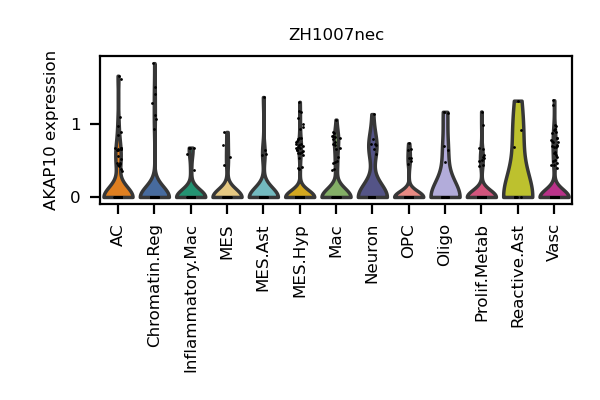 ZH1007nec
AKAP10 expression
1
0
AC
Chromatin.Reg
Inflammatory.Mac
MES
MES.Ast
MES.Hyp
Mac
Neuron
OPC
Oligo
Prolif.Metab
Reactive.Ast
Vasc